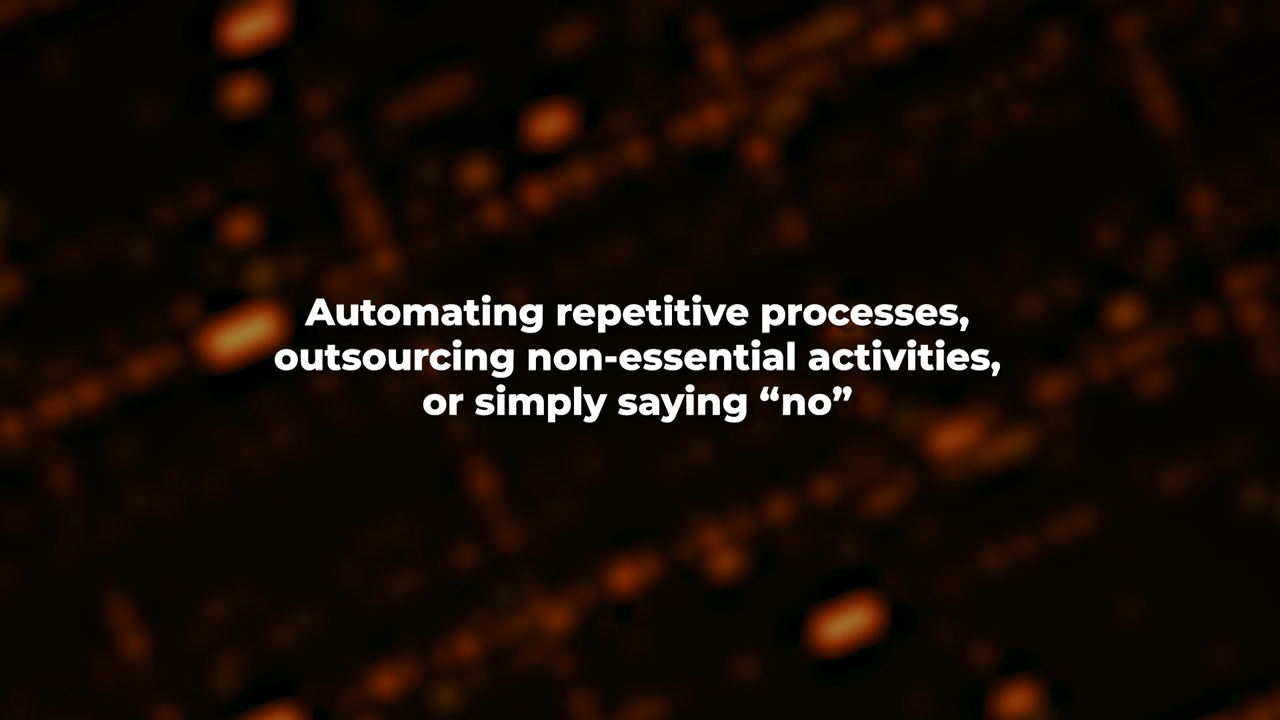 Automating repetitive processes,
outsourcing non-essential activities,
or simply saying “no”